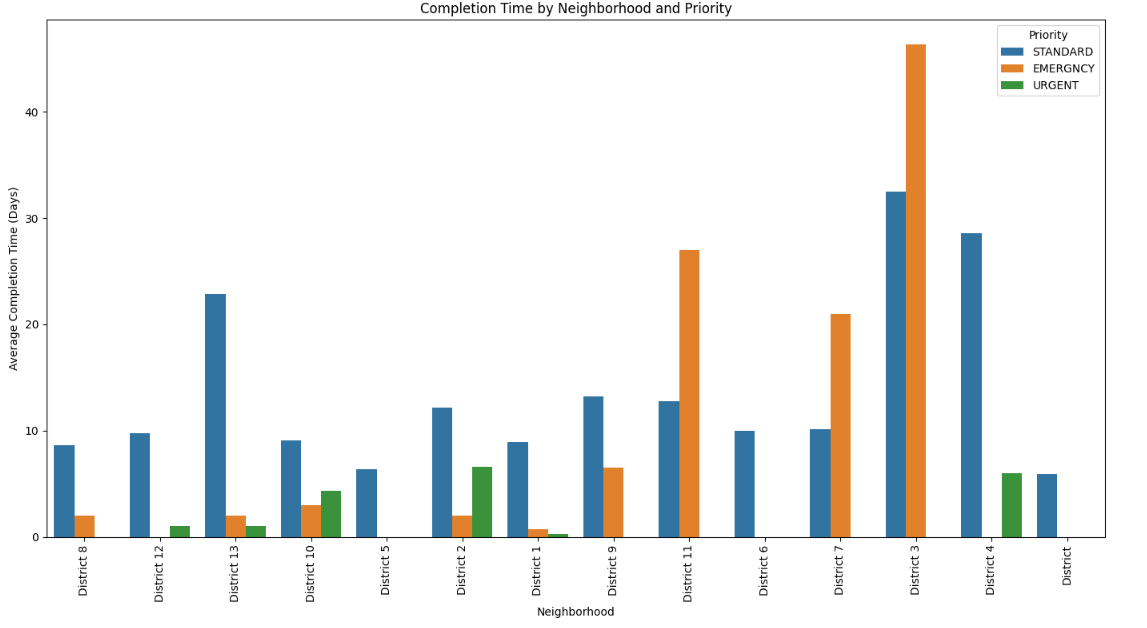 Completion Time by Neighborhood and Priority
Priority
STANDARD
EMERGNCY
URGENT
Average Completion Time (Days)
40
30
20
10
0
District 8
District 12
District 13
District 10
District 5
District 2
District 1
District 9
District 11
District 6
District 7
District 3
District 4
District
Neighborhood